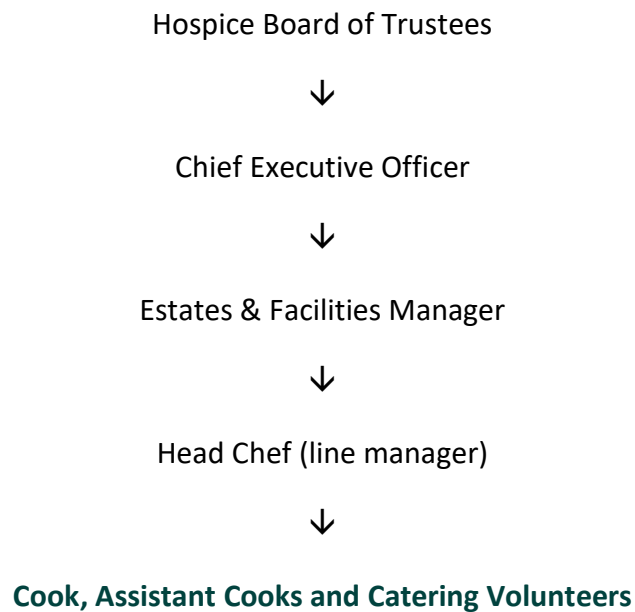 Hospice Board of Trustees
↓
Chief Executive Officer
↓
Estates & Facilities Manager
↓
Head Chef (line manager)
↓
Cook, Assistant Cooks and Catering Volunteers